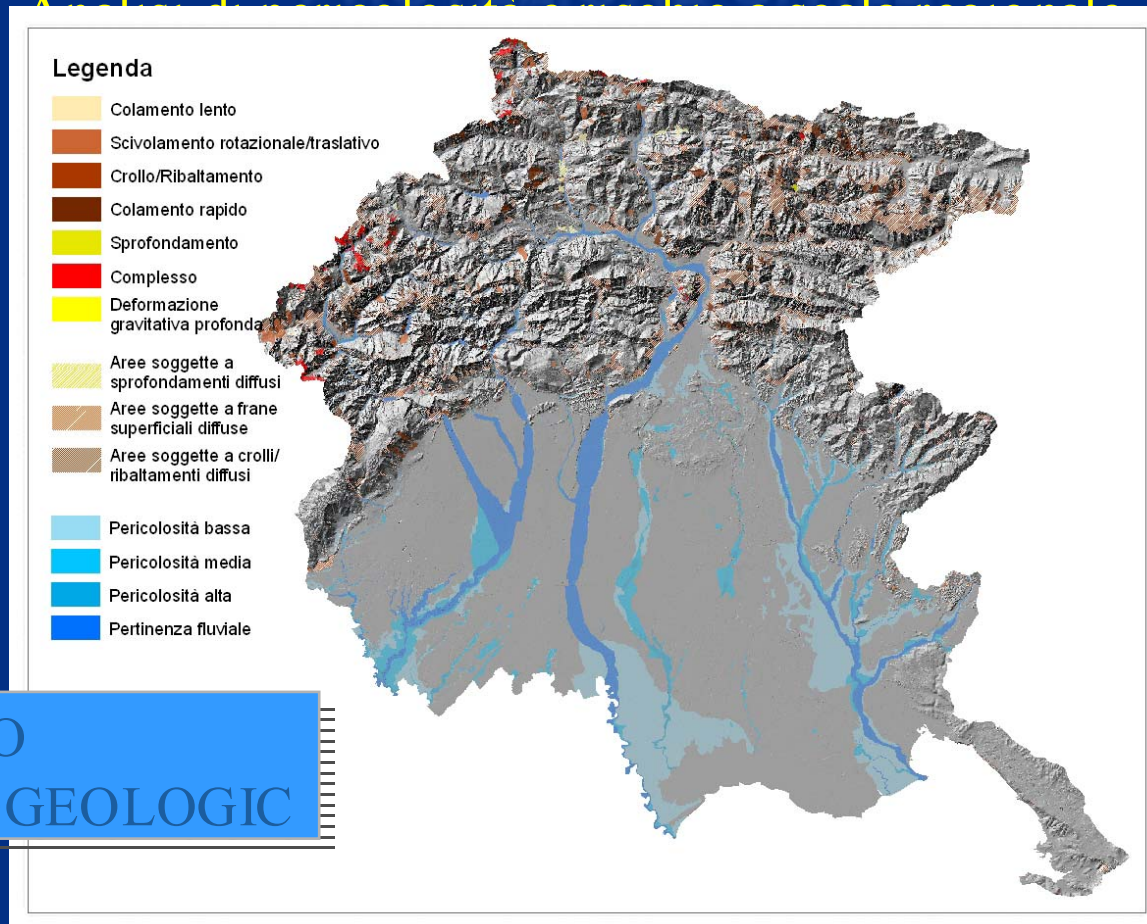 Legenda
Colamento lento
Scivolamento rotazionale/traslativo
Crollo/Ribaltamento
Colamento rapido
Sprofondamento
Complesso
Deformazione
gravitativa profonda
Aree soggette a
sprofondamenti diffusi
Aree soggette a frane
superficiali diffuse
Aree soggette a crolli/
ribaltamenti diffusi
Pericolosità bassa
Pericolosità media
Pericolosità alta
Pertinenza fluviale
O
GEOLOGIC